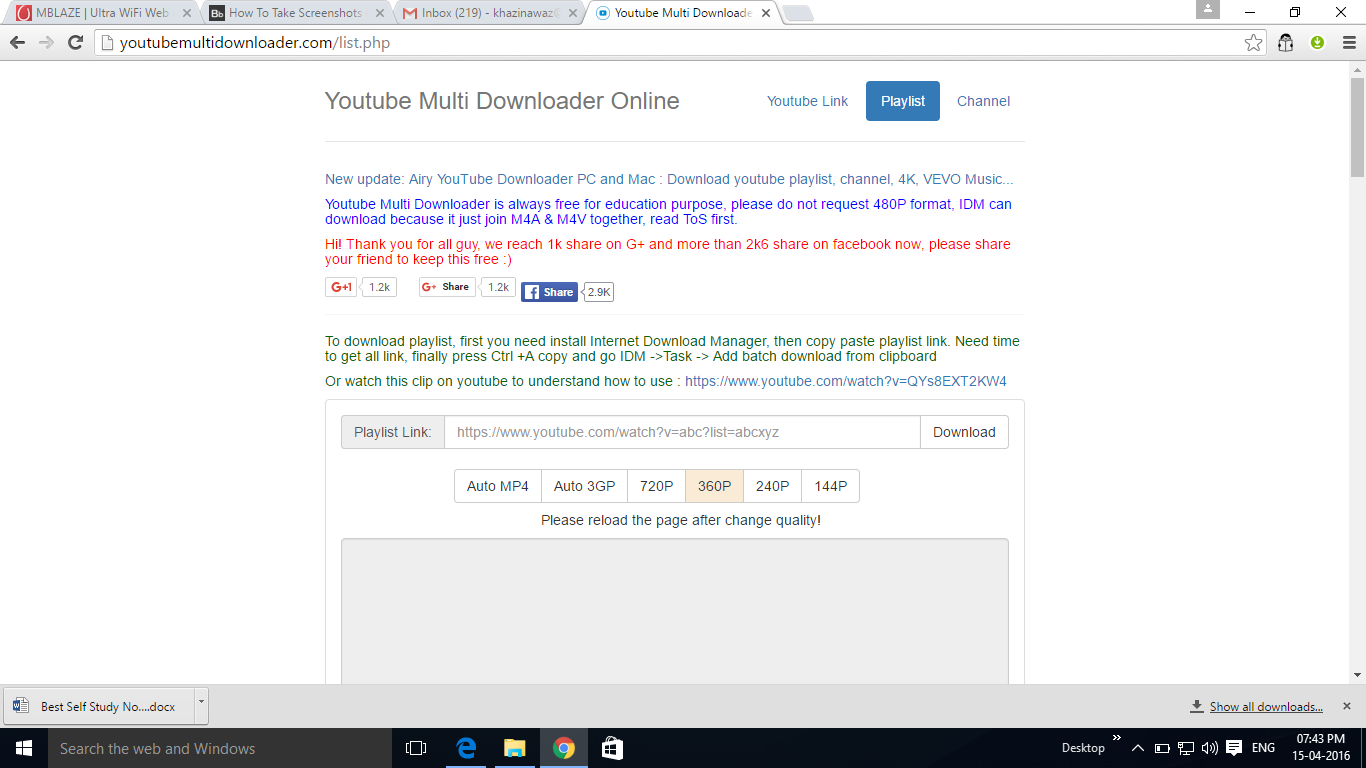 MBLAZE | Ultra WiFi Web
How To Take Screenshots
Inbox (219) - khazinawaz@
Youtube Multi Downloade
youtubemultidownloader.com/list.php
Youtube Multi Downloader Online
Youtube Link
Playlist
Channel
New update: Airy YouTube Downloader PC and Mac : Download youtube playlist, channel, 4K, VEVO Music...
Youtube Multi Downloader is always free for education purpose, please do not request 480P format, IDM can
download because it just join M4A & M4V together, read ToS first.
Hi! Thank you for all guy, we reach 1k share on G+ and more than 2k6 share on facebook now, please share
your friend to keep this free :)
G+1 1.2k
G+ Share 1.2k
f Share 2.9K
To download playlist, first you need install Internet Download Manager, then copy paste playlist link. Need time
to get all link, finally press Ctrl +A copy and go IDM ->Task -> Add batch download from clipboard
Or watch this clip on youtube to understand how to use : https://www.youtube.com/watch?v=QYs8EXT2KW4
Playlist Link:
https://www.youtube.com/watch?v=abc?list=abcxyz
Download
Auto MP4
Auto 3GP
720P
360P
240P
144P
Please reload the page after change quality!
Best Self Study No....docx
Show all downloads...
Search the web and Windows
Desktop
ENG
07:43 PM
15-04-2016